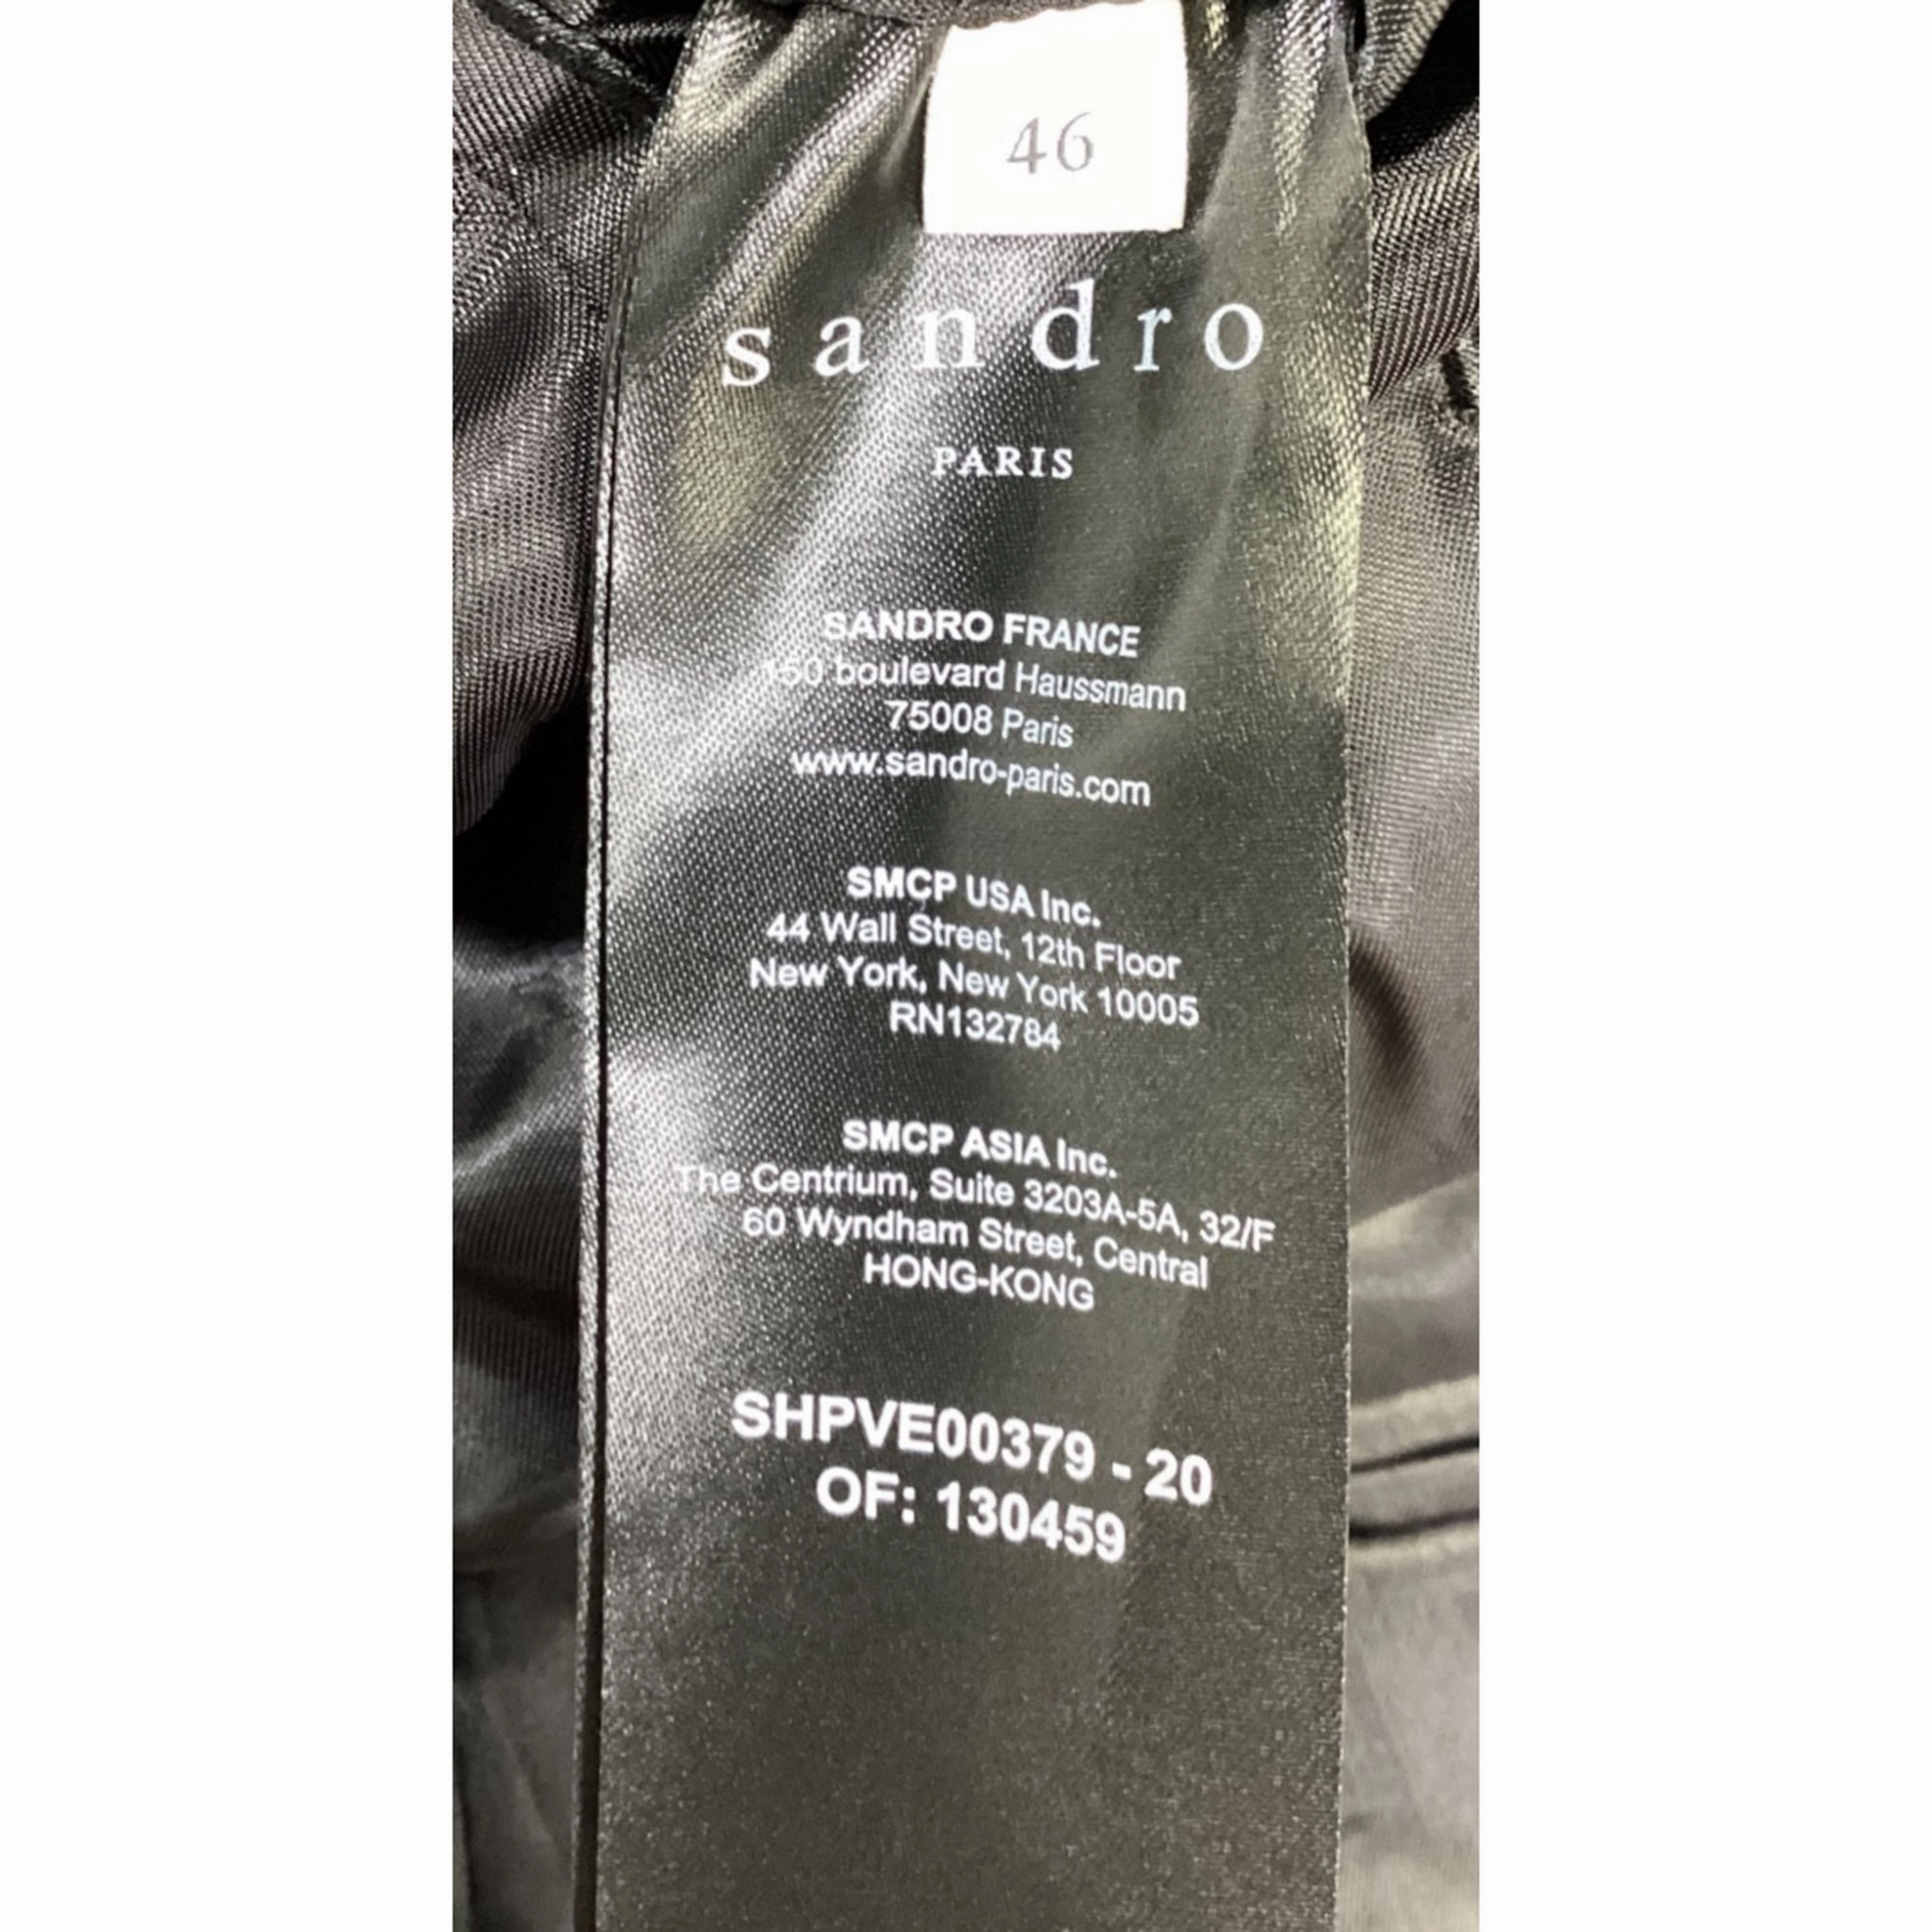 46
sandro
PARIS
SANDRO FRANCE
150 boulevard Haussmann
75008 Paris
www.sandro-paris.com
SMCP USA Inc.
44 Wall Street, 12th Floor
New York, New York 10005
RN132784
SMCP ASIA Inc.
The Centrium, Suite 3203A-5A, 32/F
60 Wyndham Street, Central
HONG-KONG
SHPVE00379 - 20
OF: 130459